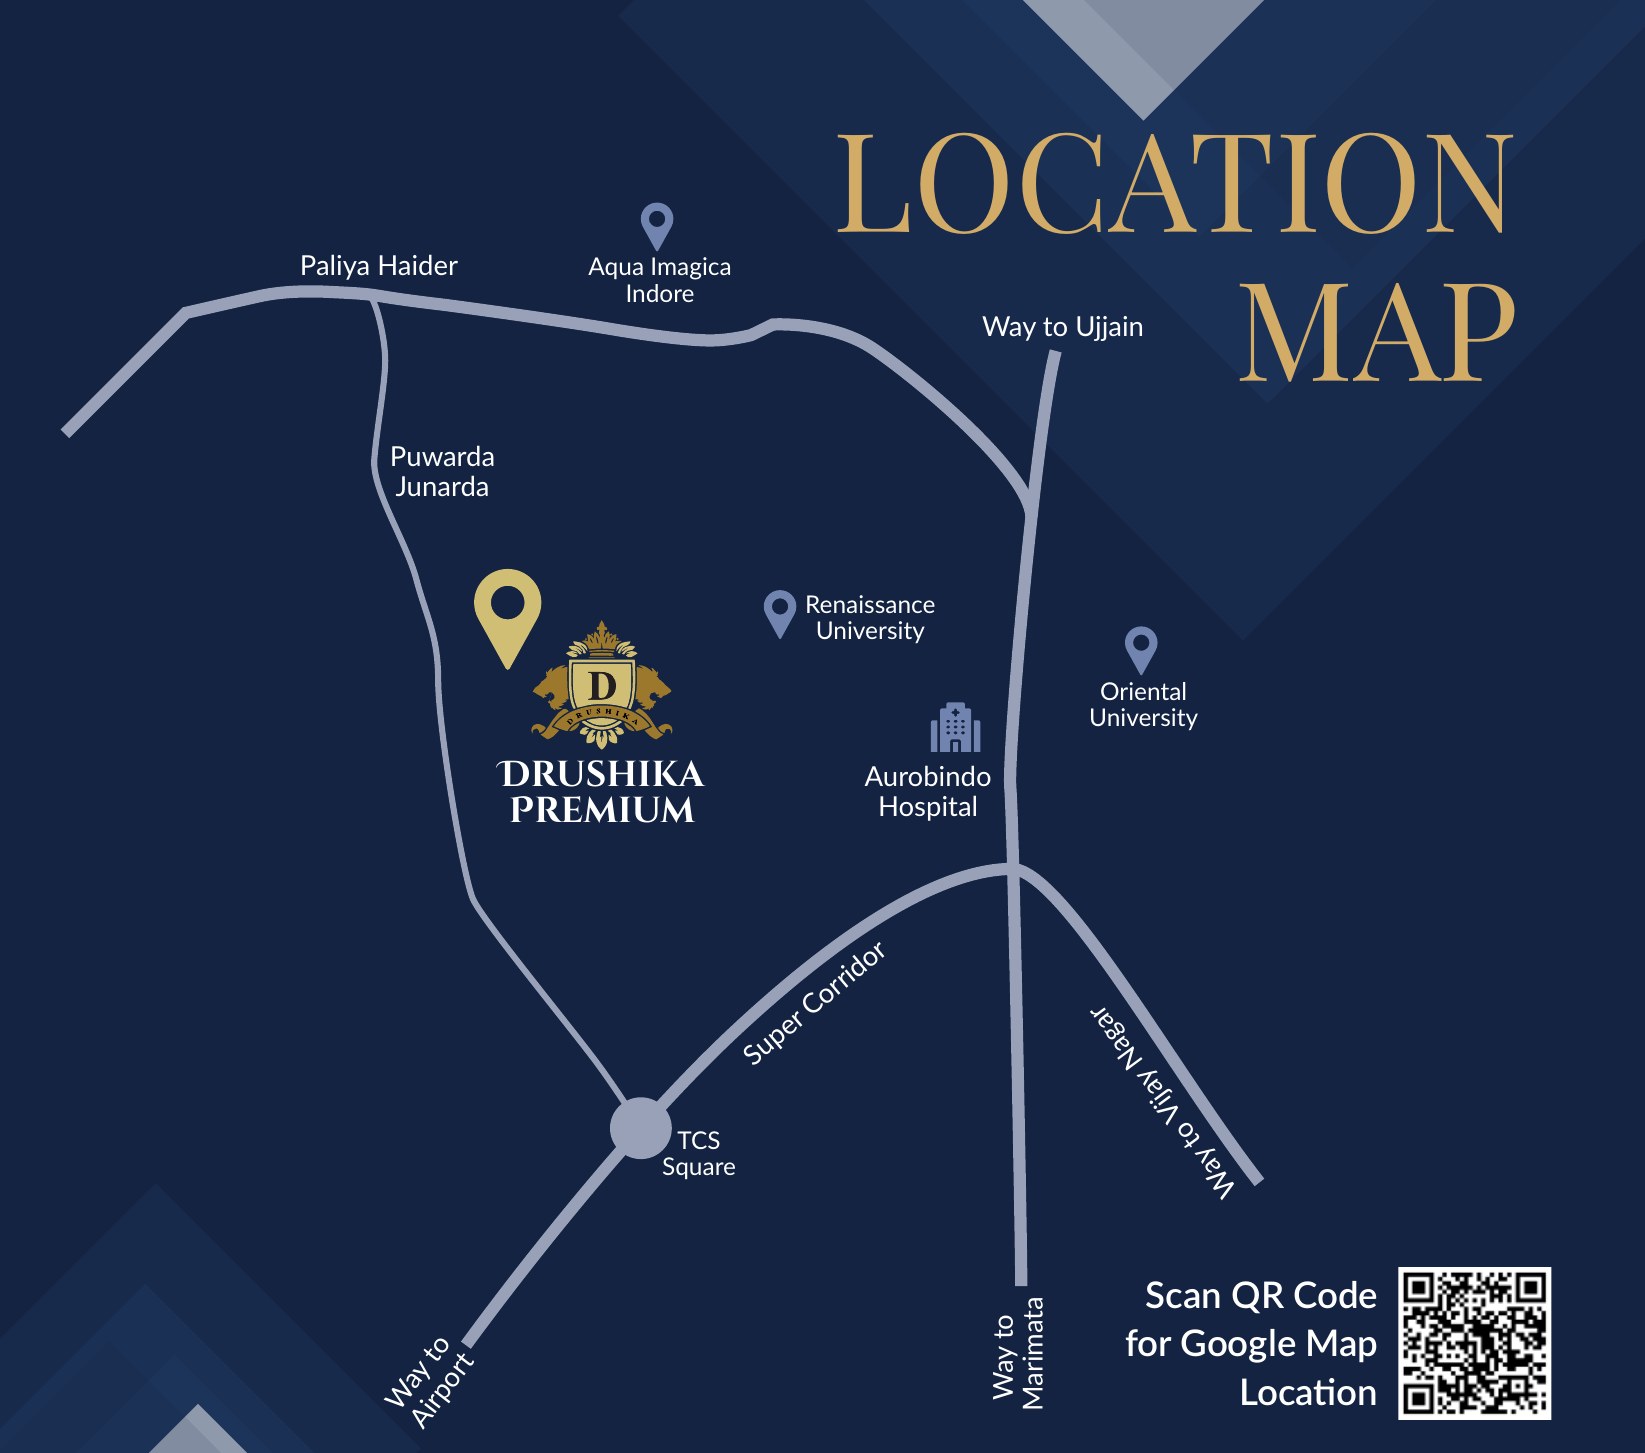 LOCATION
MAP
Aqua Imagica
Indore
Paliya Haider
Way to Ujjain
Puwarda
Junarda
Renaissance
University
Oriental
University
D
DRUSHIKA
DRUSHIKA
PREMIUM
Aurobindo
Hospital
Super Corridor
Way to Vijay Nagar
TCS
Square
Way to
Airport
Way to
Marimata
Scan QR Code
for Google Map
Location